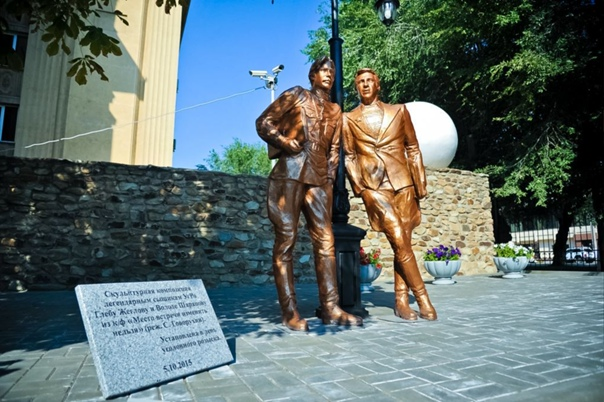 Скульптурная композиция
легендарным сыщикам УгРо
Глебу Жеглову и Володе Шарапову
из х/ф «Место встречи изменить
нельзя» (реж. С. Говорухин).
Установлена в день
уголовного розыска.
5.10.2015